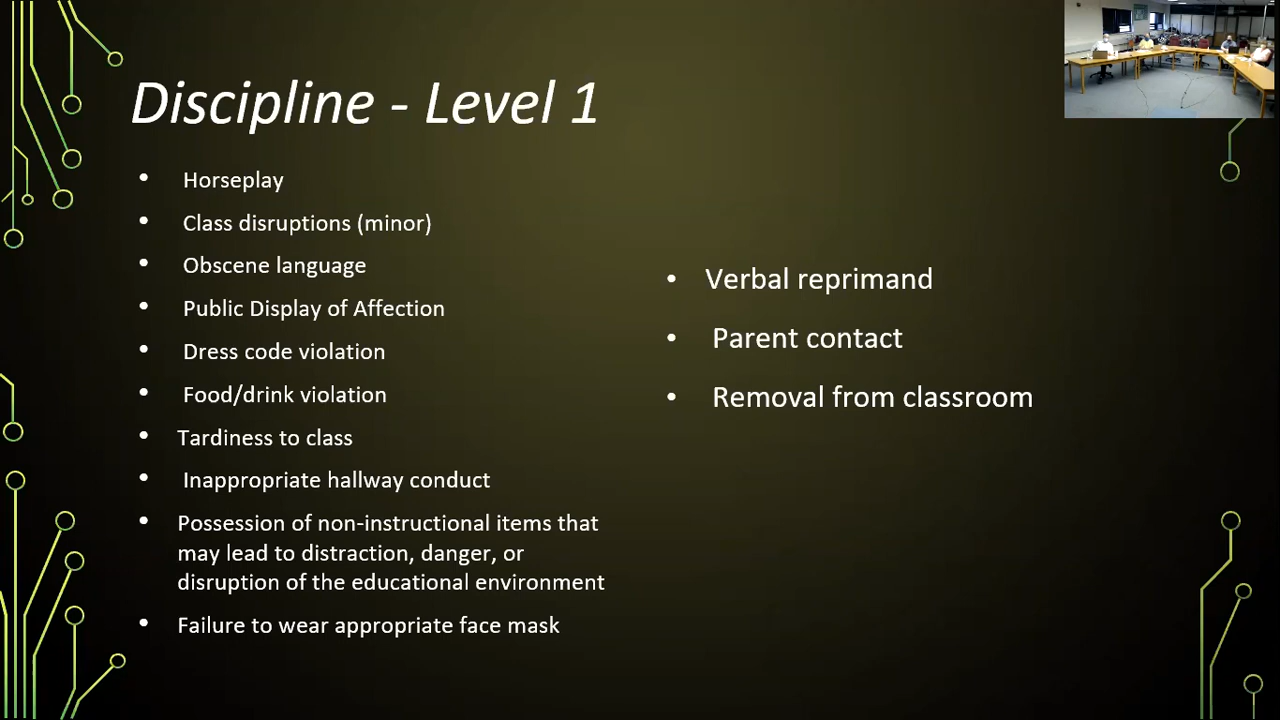 Discipline - Level 1
• Horseplay
• Class disruptions (minor)
• Obscene language
• Public Display of Affection
• Dress code violation
• Food/drink violation
• Tardiness to class
• Inappropriate hallway conduct
• Possession of non-instructional items that
may lead to distraction, danger, or
disruption of the educational environment
• Failure to wear appropriate face mask
• Verbal reprimand
• Parent contact
• Removal from classroom